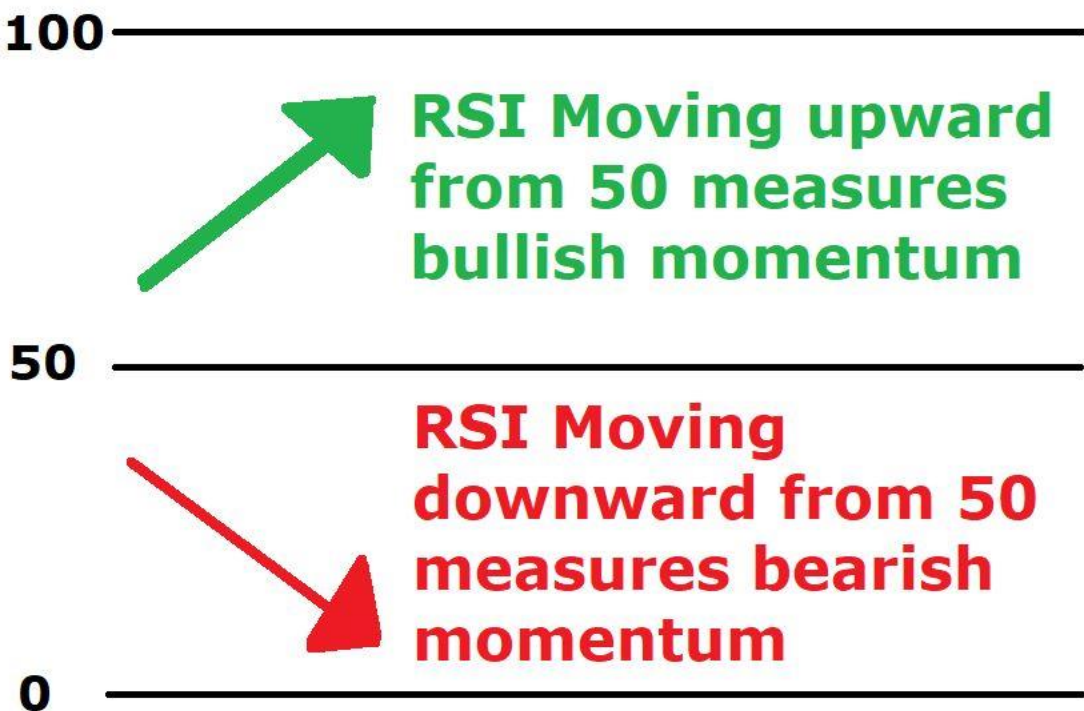 100
RSI Moving upward
from 50 measures
bullish momentum
50
RSI Moving
downward from 50
measures bearish
momentum
0